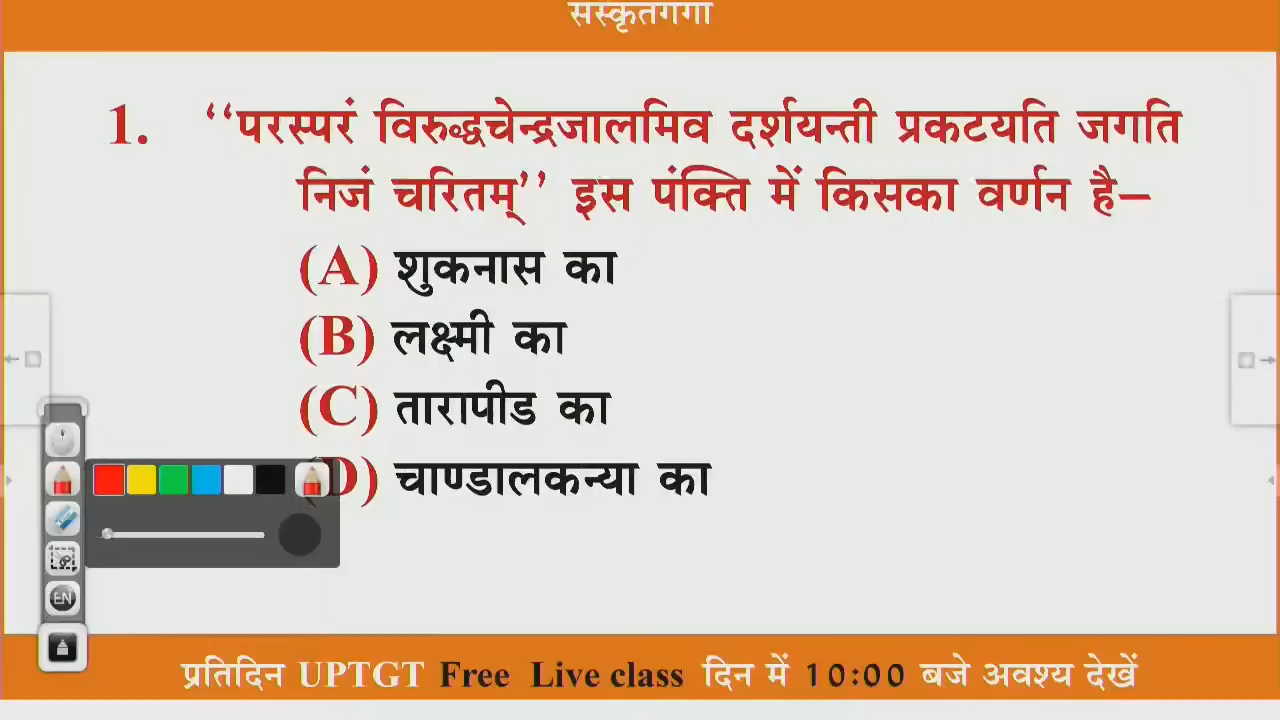 संस्कृतगंगा
1. ‘‘परस्परं विरुद्धचेन्द्रजालमिव दर्शयन्ती प्रकटयति जगति
निजं चरितम्’’ इस पंक्ति में किसका वर्णन है–
(A) शुकनास का
(B) लक्ष्मी का
(C) तारापीड का
(D) चाण्डालकन्या का
EN
प्रतिदिन UPTGT Free Live class दिन में 10:00 बजे अवश्य देखें